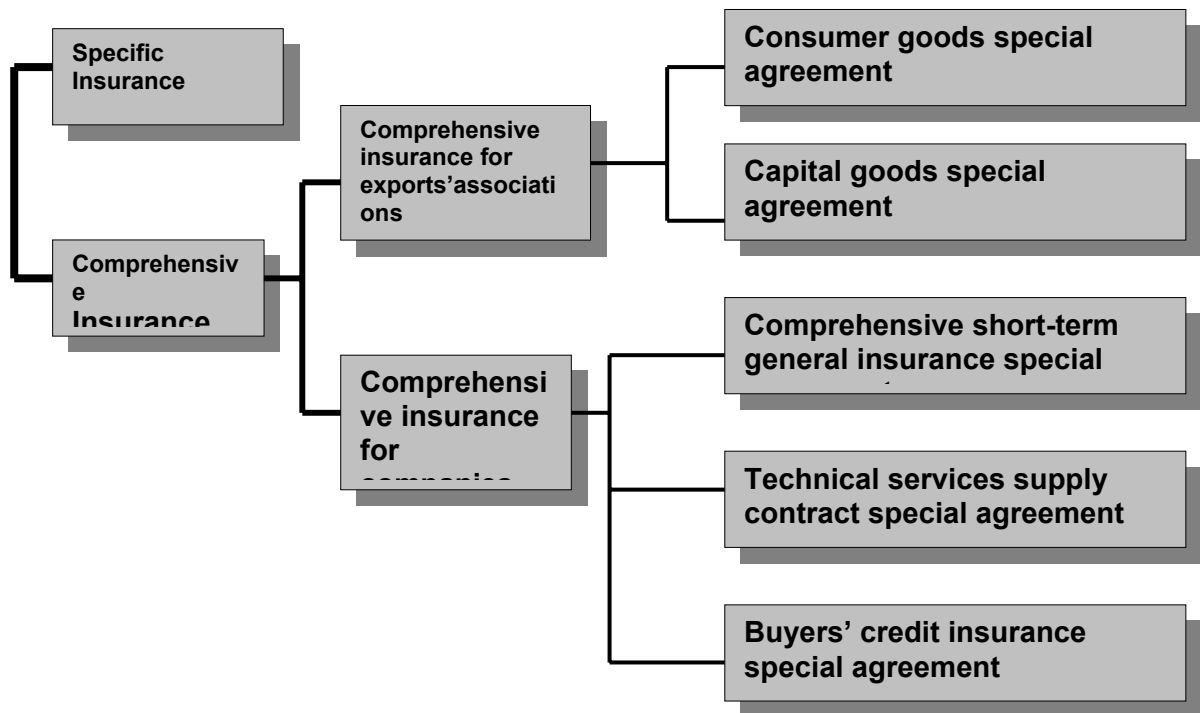 Specific
Insurance
Comprehensiv
e
Insurance
Comprehensive
insurance for
exports’associati
ons
Comprehensi
ve insurance
for
companies
Consumer goods special
agreement
Capital goods special
agreement
Comprehensive short-term
general insurance special
Technical services supply
contract special agreement
Buyers’ credit insurance
special agreement